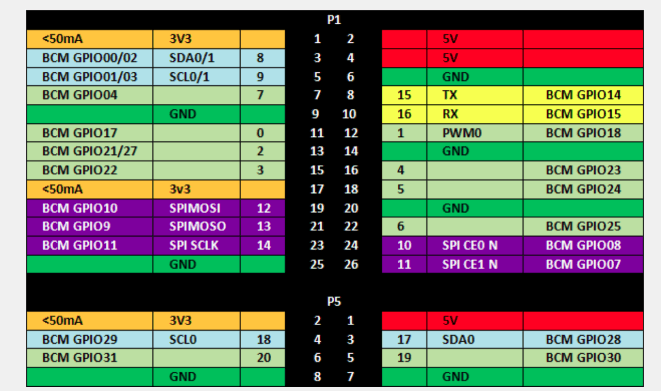 P1
<50mA 3V3 1 2 5V
BCM GPIO00/02 SDA0/1 8 3 4 5V
BCM GPIO01/03 SCL0/1 9 5 6 GND
BCM GPIO04 7 7 8 15 TX BCM GPIO14
GND 9 10 16 RX BCM GPIO15
BCM GPIO17 0 11 12 1 PWM0 BCM GPIO18
BCM GPIO21/27 2 13 14 GND
BCM GPIO22 3 15 16 4 BCM GPIO23
<50mA 3v3 17 18 5 BCM GPIO24
BCM GPIO10 SPIMOSI 12 19 20 GND
BCM GPIO9 SPIMOSO 13 21 22 6 BCM GPIO25
BCM GPIO11 SPI SCLK 14 23 24 10 SPI CE0 N BCM GPIO08
GND 25 26 11 SPI CE1 N BCM GPIO07
P5
<50mA 3V3 2 1 5V
BCM GPIO29 SCL0 18 4 3 17 SDA0 BCM GPIO28
BCM GPIO31 20 6 5 19 BCM GPIO30
GND 8 7 GND